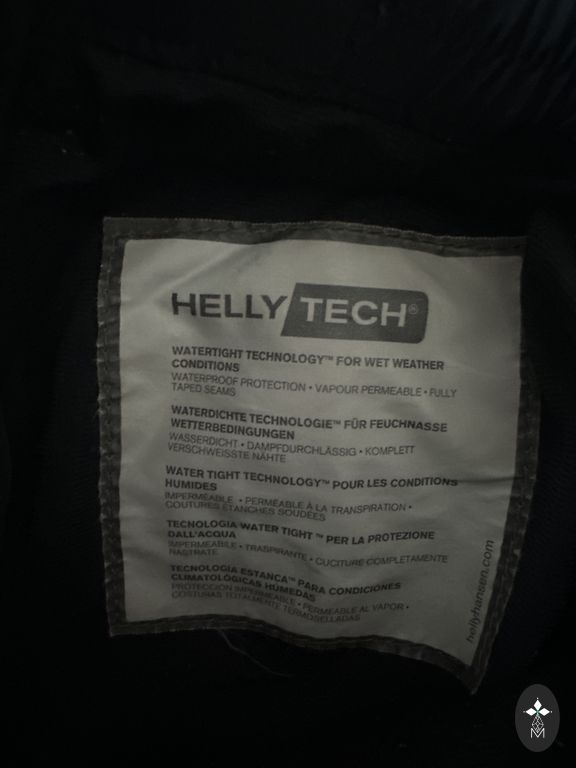 HELLY TECH®
WATERTIGHT TECHNOLOGY™ FOR WET WEATHER
CONDITIONS
WATERPROOF PROTECTION • VAPOUR PERMEABLE • FULLY
TAPED SEAMS
WATERDICHTE TECHNOLOGIE™ FÜR FEUCHNASSE
WETTERBEDINGUNGEN
WASSERDICHT • DAMPFDURCHLÄSSIG • KOMPLETT
VERSCHWEISSTE NÄHTE
WATER TIGHT TECHNOLOGY™ POUR LES CONDITIONS
HUMIDES
IMPERMÉABLE • PERMEABLE À LA TRANSPIRATION •
COUTURES ÉTANCHES SOUDÉES
TECNOLOGIA WATER TIGHT™ PER LA PROTEZIONE
DALL'ACQUA
IMPERMEABILE • TRASPIRANTE • CUCITURE COMPLETAMENTE
NASTRATE
TECNOLOGIA ESTANCA™ PARA CONDICIONES
CLIMATOLÓGICAS HÚMEDAS
PROTECCIÓN IMPERMEABLE • PERMEABLE AL VAPOR •
COSTURAS TOTALMENTE TERMOSELLADAS
hellyhansen.com
M